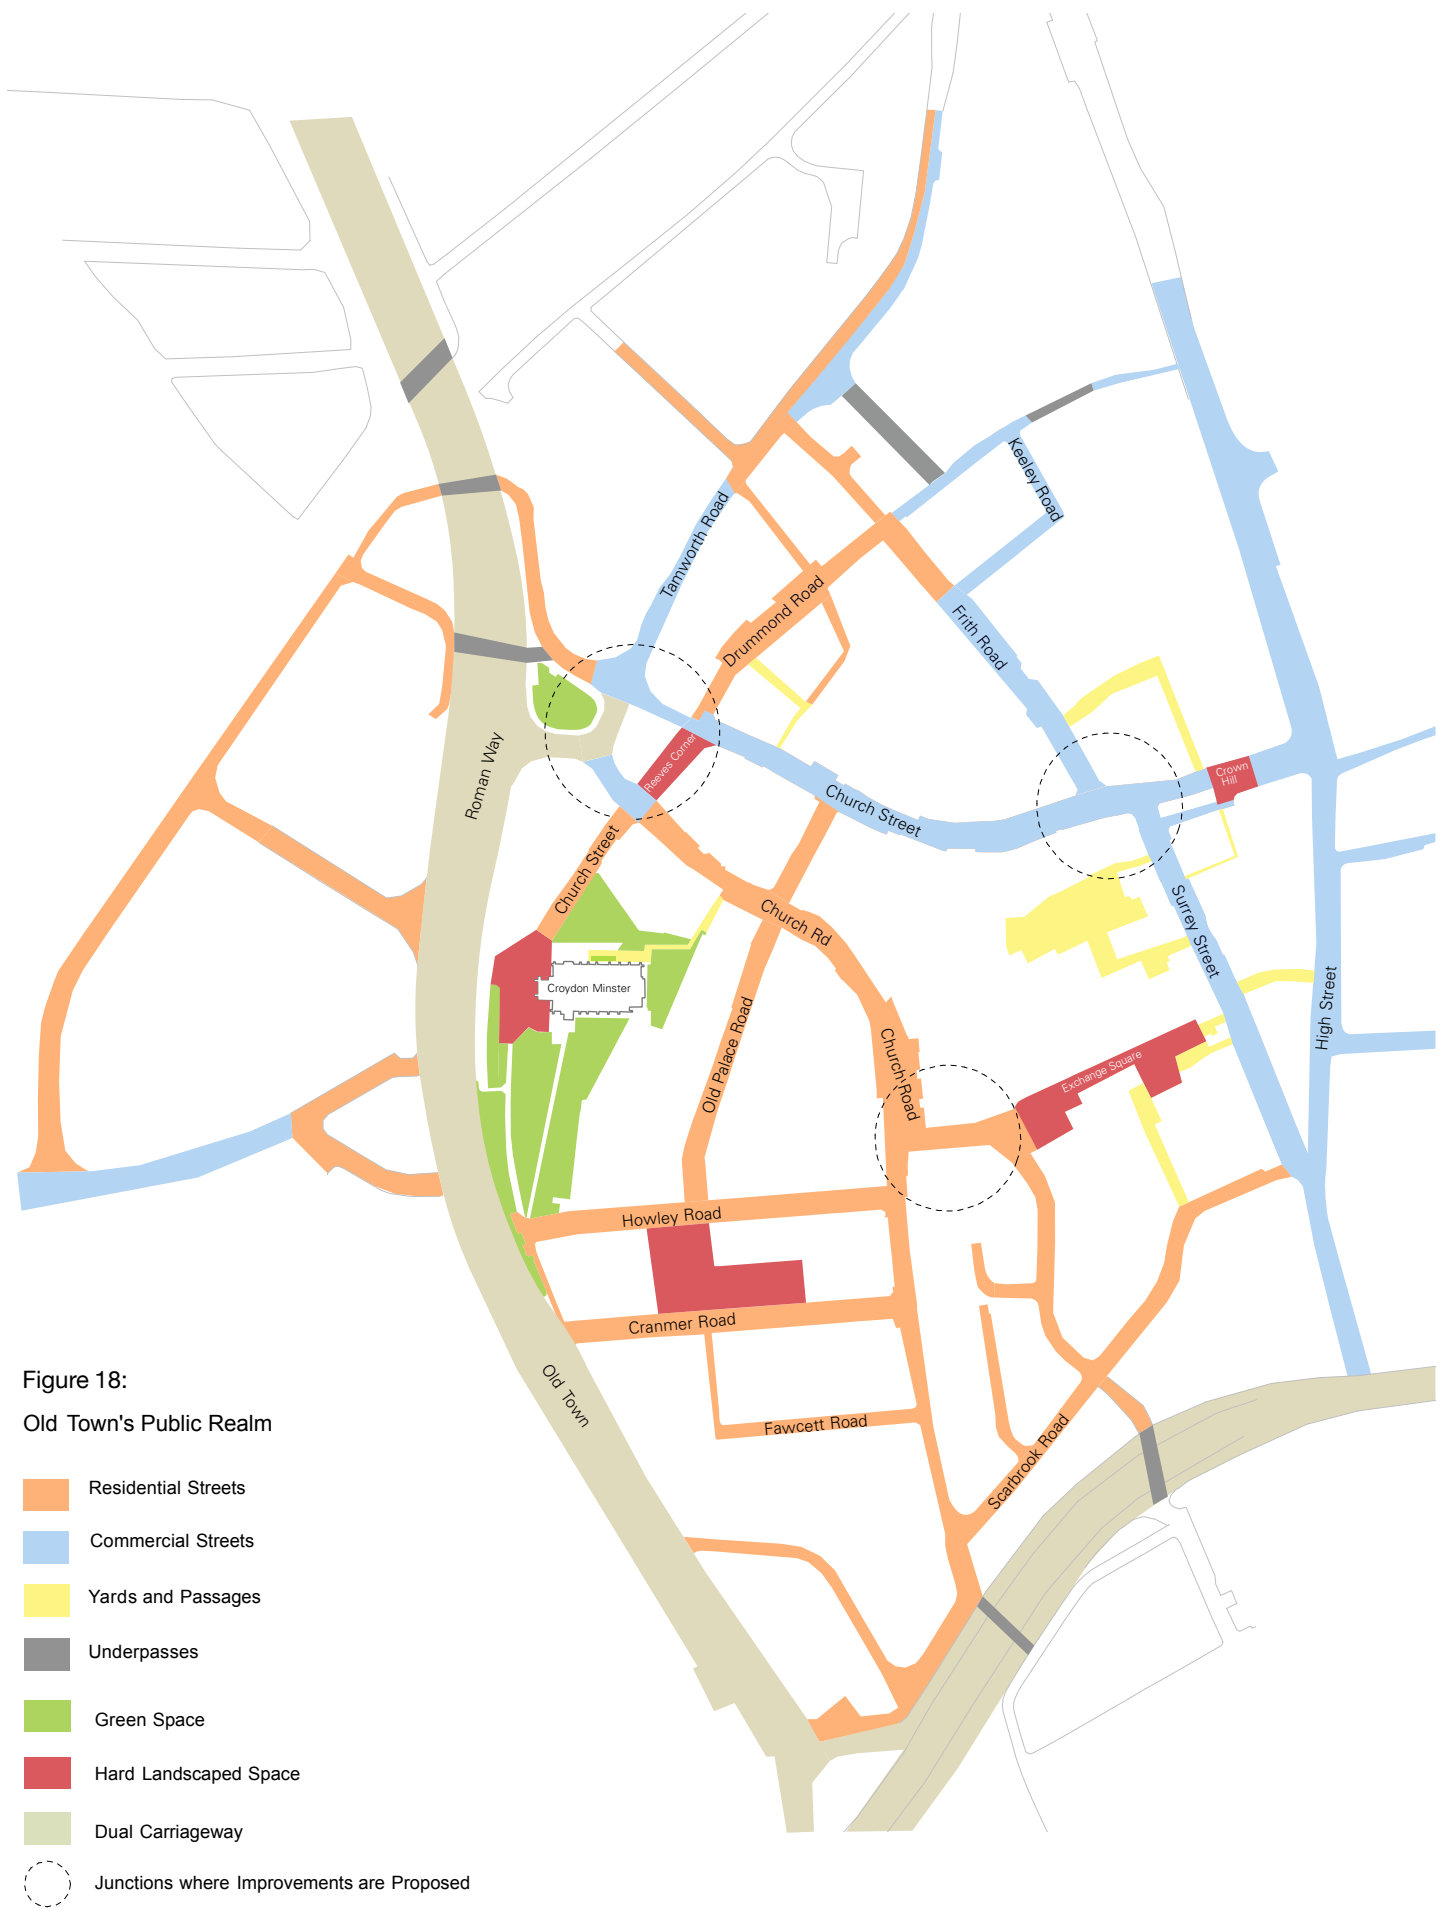 Keeley Road
Tamworth Road
Drummond Road
Frith Road
Roman Way
Reeves Corner
Crown
Hill
Church Street
Church Street
Church Rd
Surrey Street
Croydon Minster
High Street
Old Palace Road
Church Road
Exchange Square
Howley Road
Cranmer Road
Old Town
Fawcett Road
Scarbrook Road
Figure 18:
Old Town's Public Realm
Residential Streets
Commercial Streets
Yards and Passages
Underpasses
Green Space
Hard Landscaped Space
Dual Carriageway
Junctions where Improvements are Proposed